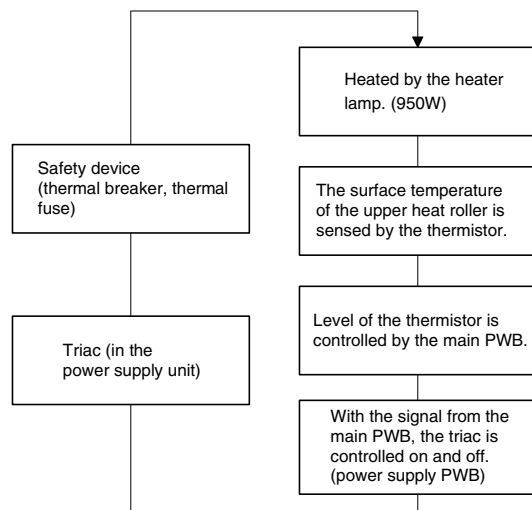 Heated by the heater
lamp. (950W)
Safety device
(thermal breaker, thermal
fuse)
The surface temperature
of the upper heat roller is
sensed by the thermistor.
Triac (in the
power supply unit)
Level of the thermistor is
controlled by the main PWB.
With the signal from the
main PWB, the triac is
controlled on and off.
(power supply PWB)